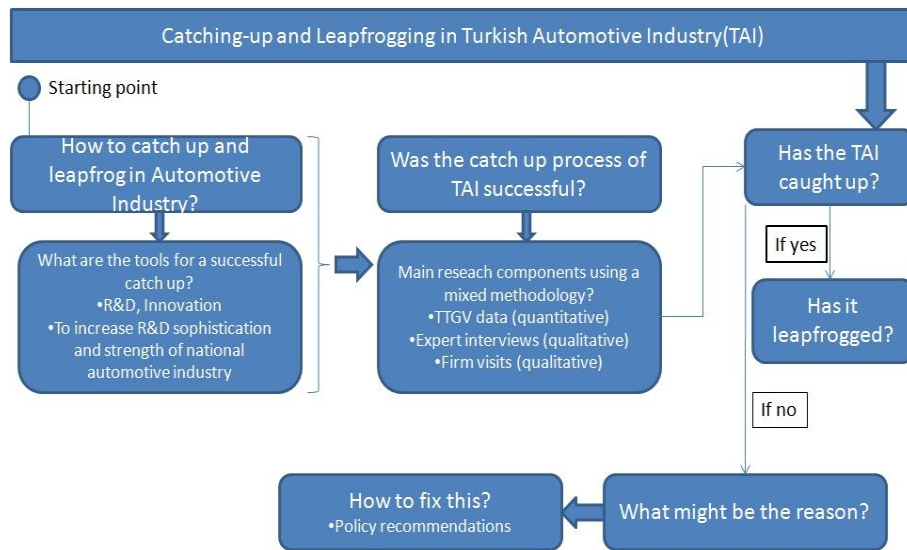 Catching-up and Leapfrogging in Turkish Automotive Industry(TAI)
Starting point
How to catch up and
leapfrog in Automotive
Industry?
What are the tools for a successful
catch up?
•R&D, Innovation
•To increase R&D sophistication
and strength of national
automotive industry
Was the catch up process of
TAI successful?
Main reseach components using a
mixed methodology?
•TTGV data (quantitative)
•Expert interviews (qualitative)
•Firm visits (qualitative)
Has the TAI
caught up?
If yes
Has it
leapfrogged?
If no
What might be the reason?
How to fix this?
•Policy recommendations